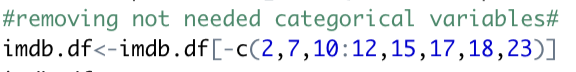 #removing not needed categorical variables#
imdb.df<-imdb.df[-c(2,7,10:12,15,17,18,23)]